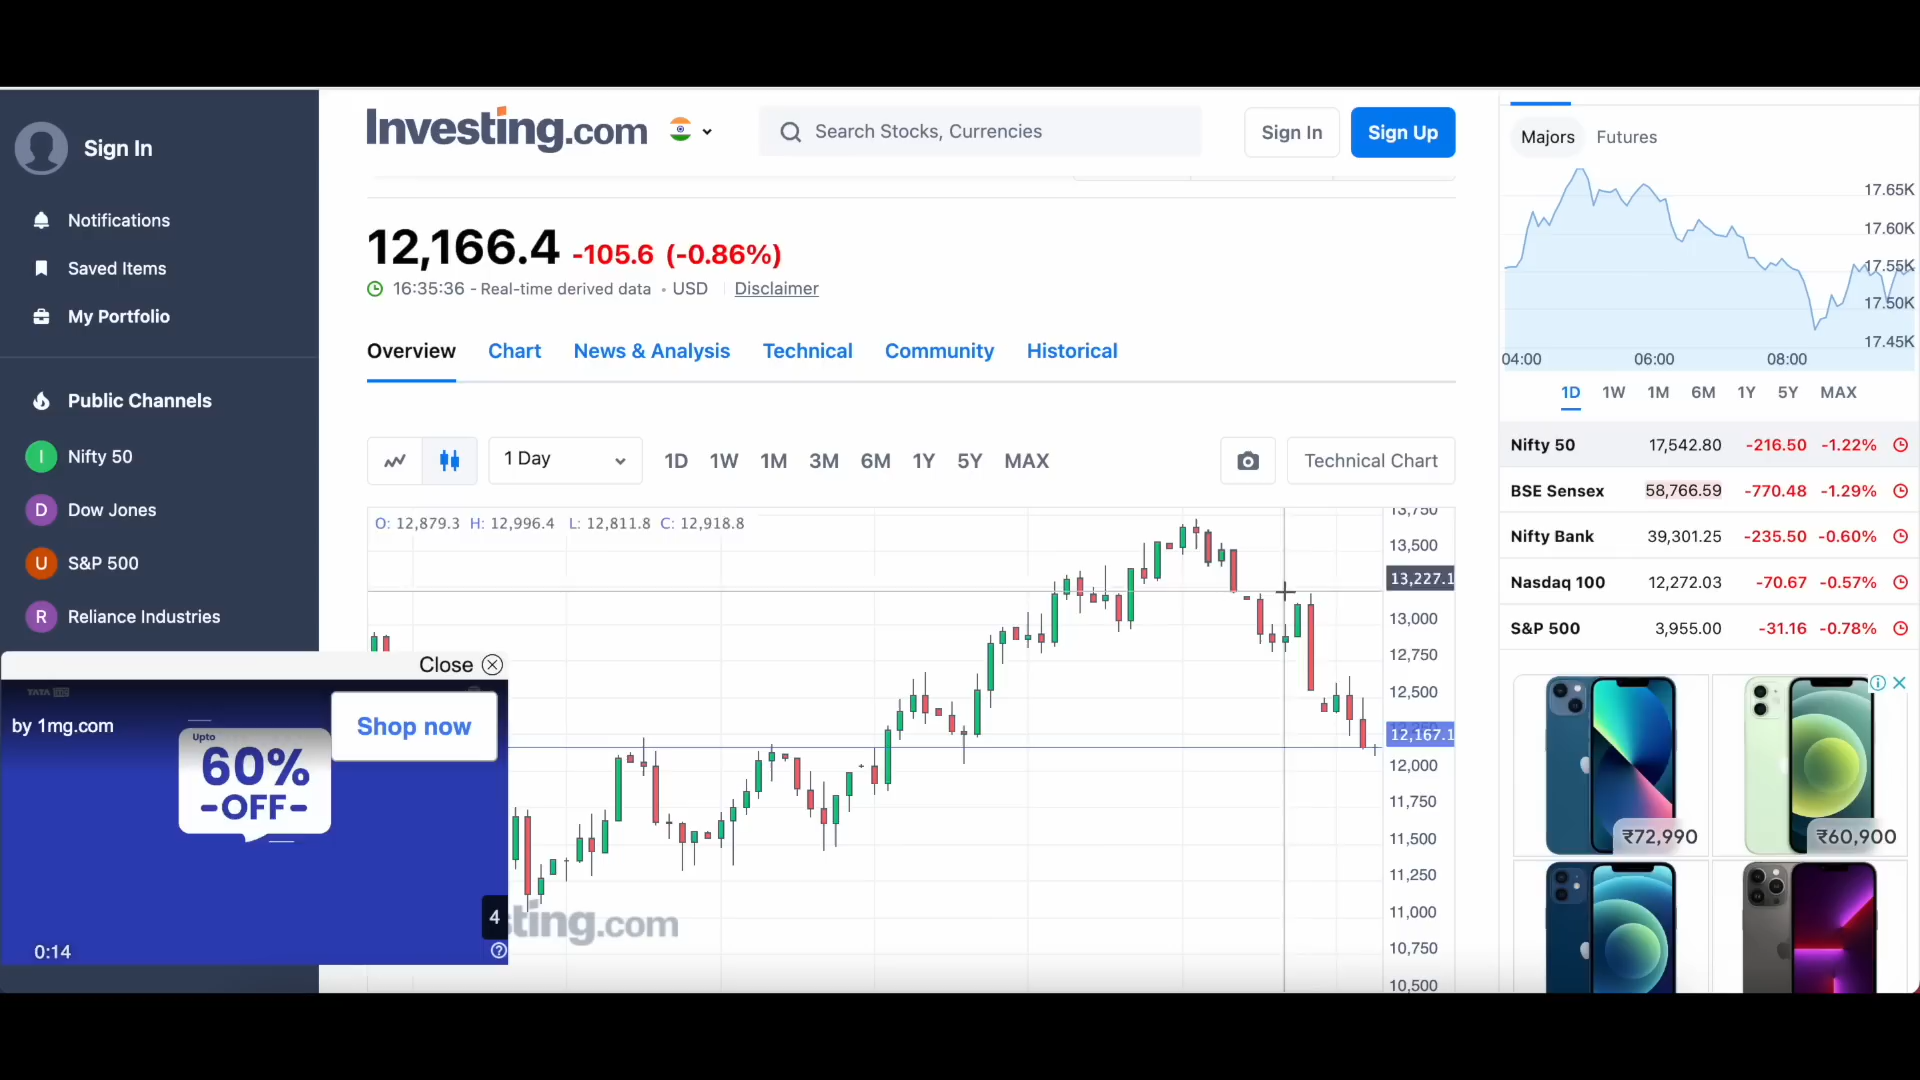 Sign In
Notifications
Saved Items
My Portfolio
Public Channels
I Nifty 50
D Dow Jones
U S&P 500
R Reliance Industries
Close
TATA
by 1mg.com
Shop now
Upto
60%
-OFF-
4
0:14
Investing.com
Search Stocks, Currencies
Sign In
Sign Up
12,166.4 -105.6 (-0.86%)
16:35:36 - Real-time derived data • USD Disclaimer
Overview Chart News & Analysis Technical Community Historical
1 Day 1D 1W 1M 3M 6M 1Y 5Y MAX Technical Chart
O: 12,879.3 H: 12,996.4 L: 12,811.8 C: 12,918.8
13,750
13,500
13,227.1
13,000
12,750
12,500
12,167.1
12,000
11,750
11,500
11,250
11,000
10,750
10,500
ting.com
Majors Futures
17.65K
17.60K
17.55K
17.50K
17.45K
04:00 06:00 08:00
1D 1W 1M 6M 1Y 5Y MAX
Nifty 50 17,542.80 -216.50 -1.22%
BSE Sensex 58,766.59 -770.48 -1.29%
Nifty Bank 39,301.25 -235.50 -0.60%
Nasdaq 100 12,272.03 -70.67 -0.57%
S&P 500 3,955.00 -31.16 -0.78%
₹72,990
₹60,900